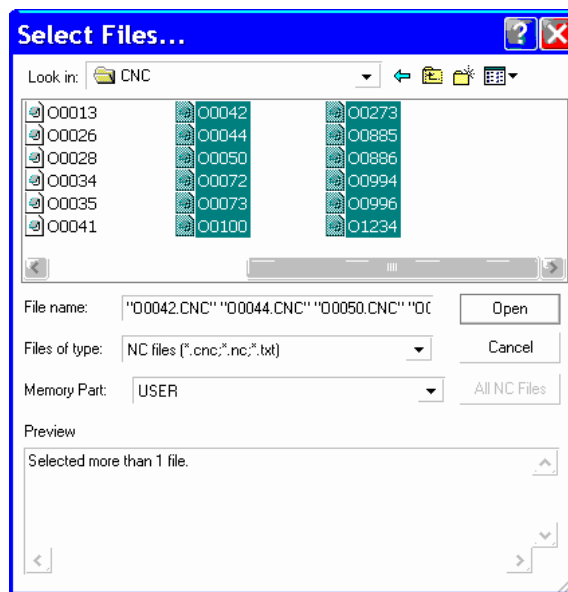 Select Files...
Look in: CNC
O0013 O0042 O0273
O0026 O0044 O0885
O0028 O0050 O0886
O0034 O0072 O0994
O0035 O0073 O0996
O0041 O0100 O1234
File name: "O0042.CNC" "O0044.CNC" "O0050.CNC" "O( Open
Files of type: NC files (*.cnc;*.nc;*.txt) Cancel
Memory Part: USER All NC Files
Preview
Selected more than 1 file.